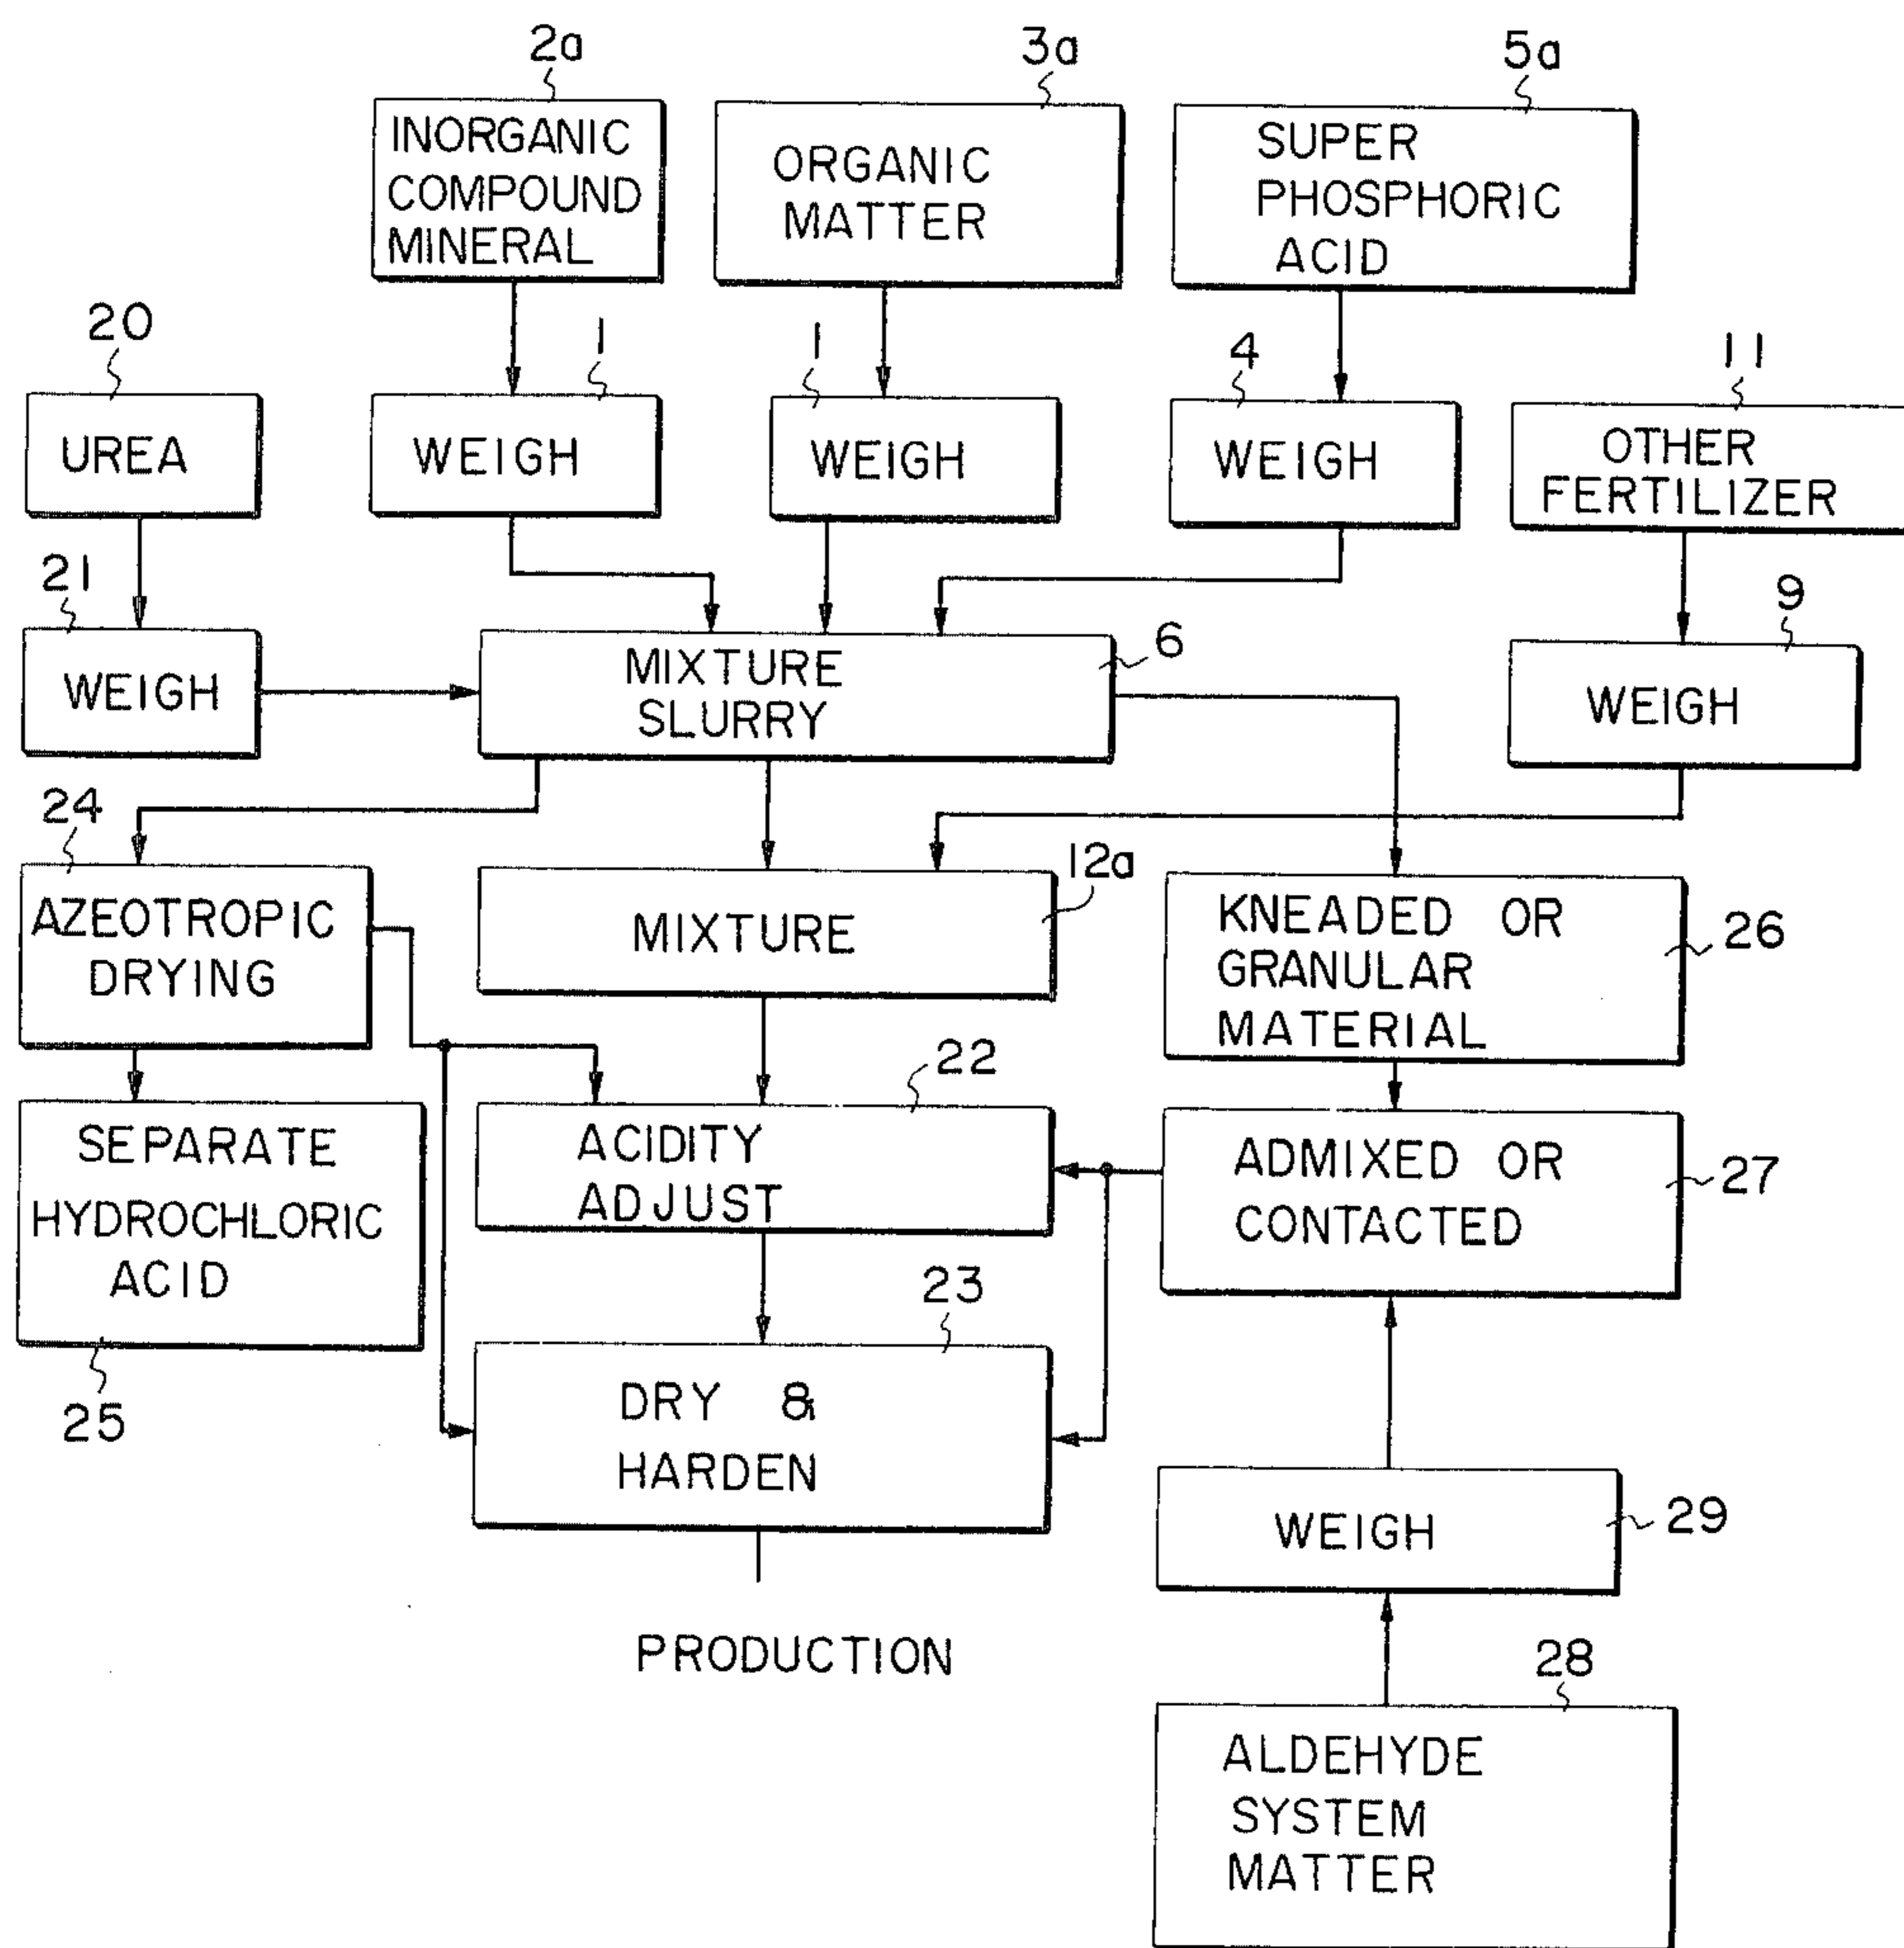 2a
3a
5a
INORGANIC
COMPOUND
MINERAL
ORGANIC
MATTER
SUPER
PHOSPHORIC
ACID
20
1
1
4
11
UREA
WEIGH
WEIGH
WEIGH
OTHER
FERTILIZER
21
9
WEIGH
MIXTURE
SLURRY
6
WEIGH
24
12a
AZEOTROPIC
DRYING
MIXTURE
KNEADED OR
GRANULAR
MATERIAL
26
22
SEPARATE
HYDROCHLORIC
ACID
ACIDITY
ADJUST
ADMIXED OR
CONTACTED
27
23
25
DRY &
HARDEN
WEIGH
29
PRODUCTION
28
ALDEHYDE
SYSTEM
MATTER